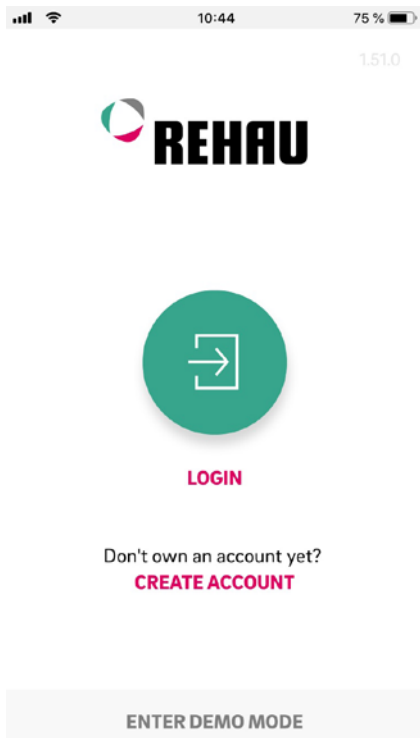 10:44
75 %
1.51.0
REHAU
LOGIN
Don't own an account yet?
CREATE ACCOUNT
ENTER DEMO MODE